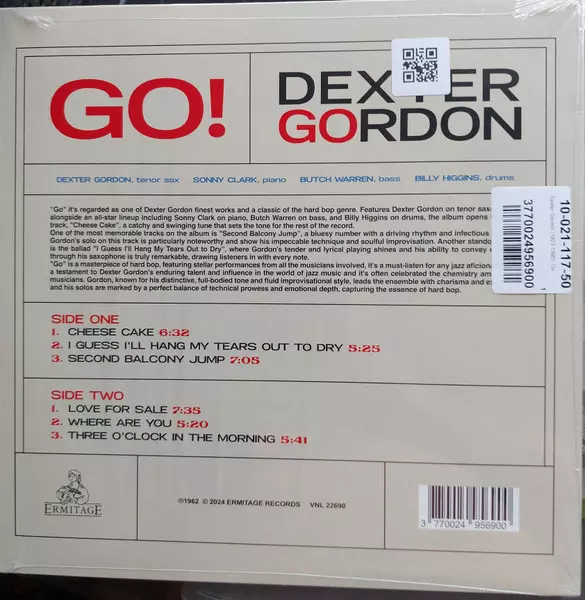 GO!
DEXTER
GORDON
DEXTER GORDON, tenor sax SONNY CLARK, piano BUTCH WARREN, bass BILLY HIGGINS, drums
"Go" it's regarded as one of Dexter Gordon finest works and a classic of the hard bop genre. Features Dexter Gordon on tenor sax
alongside an all-star lineup including Sonny Clark on piano, Butch Warren on bass, and Billy Higgins on drums, the album opens
track, "Cheese Cake", a catchy and swinging tune that sets the tone for the rest of the record.
One of the most memorable tracks on the album is "Second Balcony Jump", a bluesy number with a driving rhythm and infectious
Gordon's solo on this track is particularly noteworthy and show his impeccable technique and soulful improvisation. Another
is the ballad "I Guess I'll Hang My Tears Out to Dry", where Gordon's tender and lyrical playing shines and his ability to convey
through his saxophone is truly remarkable, drawing listeners in with every note.
"Go" is a masterpiece of hard bop, featuring stellar performances from all the musicians involved, it's a must-listen for any jazz
a testament to Dexter Gordon's enduring talent and influence in the world of jazz music and it's often celebrated the chemistry
musicians. Gordon, known for his distinctive, full-bodied tone and fluid improvisational style, leads the ensemble with charisma and
and his solos are marked by a perfect balance of technical prowess and emotional depth, capturing the essence of hard bop.
10-021-117-50
3770024956900
1
SIDE ONE
1. CHEESE CAKE 6:32
2. I GUESS I'LL HANG MY TEARS OUT TO DRY 5:25
3. SECOND BALCONY JUMP 7:05
SIDE TWO
1. LOVE FOR SALE 7:35
2. WHERE ARE YOU 5:20
3. THREE O'CLOCK IN THE MORNING 5:41
ERMITAGE
℗1962 © 2024 ERMITAGE RECORDS VNL 22690
3 770024 956900